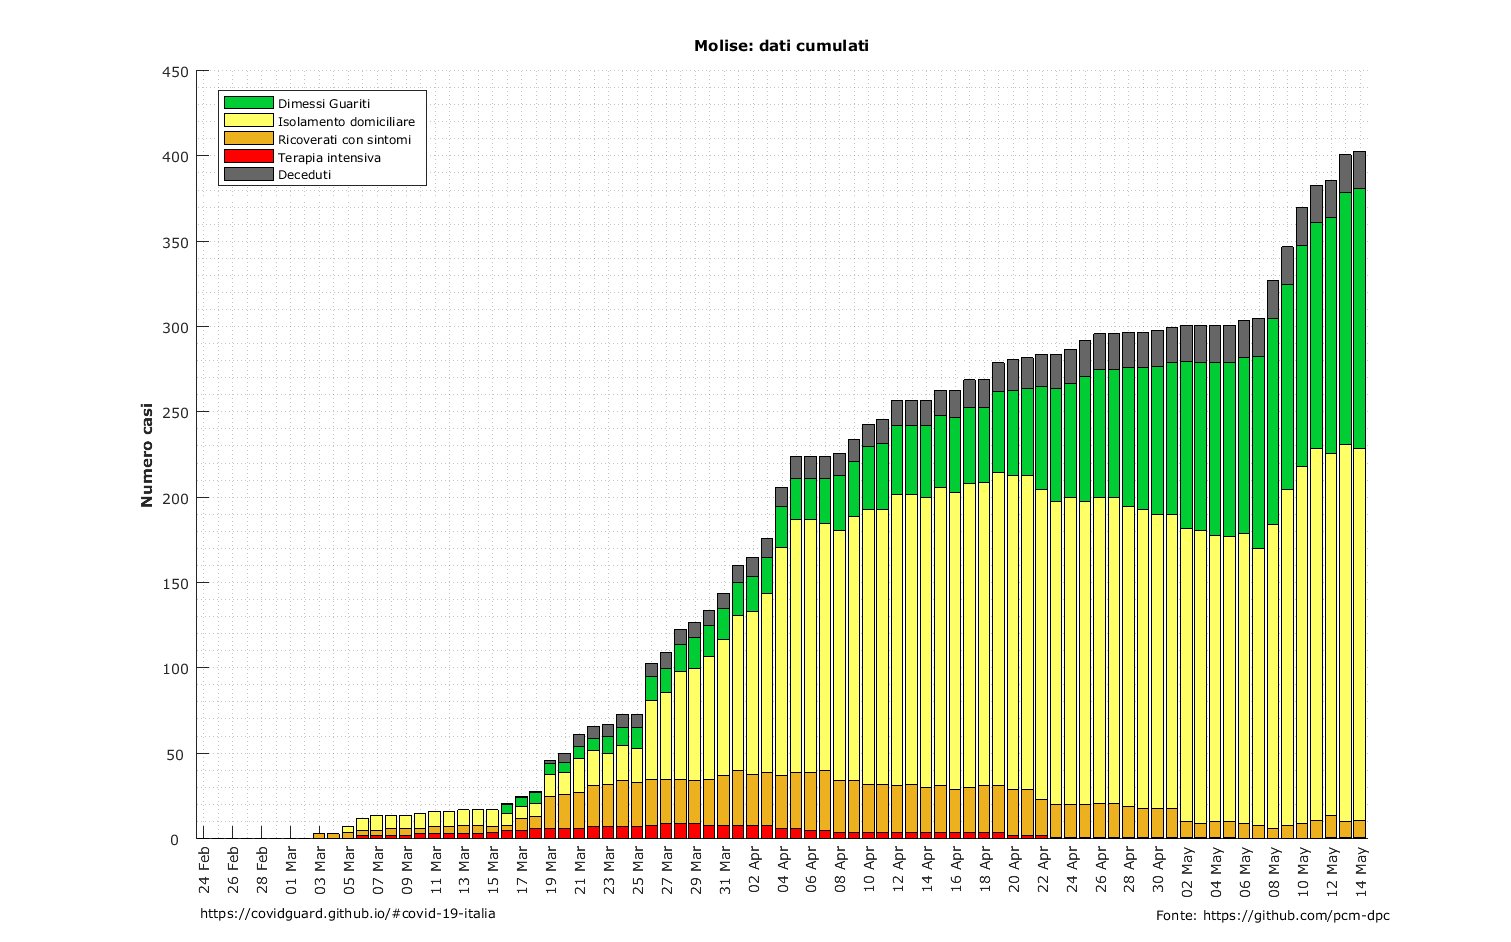 Molise: dati cumulati
450
400
350
300
250
200
150
100
50
0
Numero casi
Dimessi Guariti
Isolamento domiciliare
Ricoverati con sintomi
Terapia intensiva
Deceduti
24 Feb
26 Feb
28 Feb
01 Mar
03 Mar
05 Mar
07 Mar
09 Mar
11 Mar
13 Mar
15 Mar
17 Mar
19 Mar
21 Mar
23 Mar
25 Mar
27 Mar
29 Mar
31 Mar
02 Apr
04 Apr
06 Apr
08 Apr
10 Apr
12 Apr
14 Apr
16 Apr
18 Apr
20 Apr
22 Apr
24 Apr
26 Apr
28 Apr
30 Apr
02 May
04 May
06 May
08 May
10 May
12 May
14 May
https://covidguard.github.io/#covid-19-italia
Fonte: https://github.com/pcm-dpc